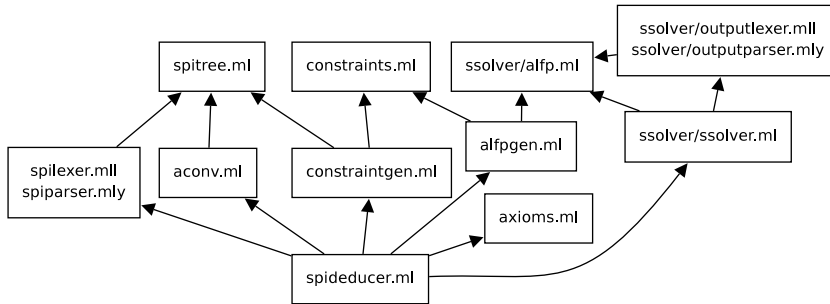 ssolver/outputlexer.mll
ssolver/outputparser.mly
spitree.ml
constraints.ml
ssolver/alfp.ml
spilexer.mll
spiparser.mly
aconv.ml
constraintgen.ml
alfpgen.ml
ssolver/ssolver.ml
axioms.ml
spideducer.ml